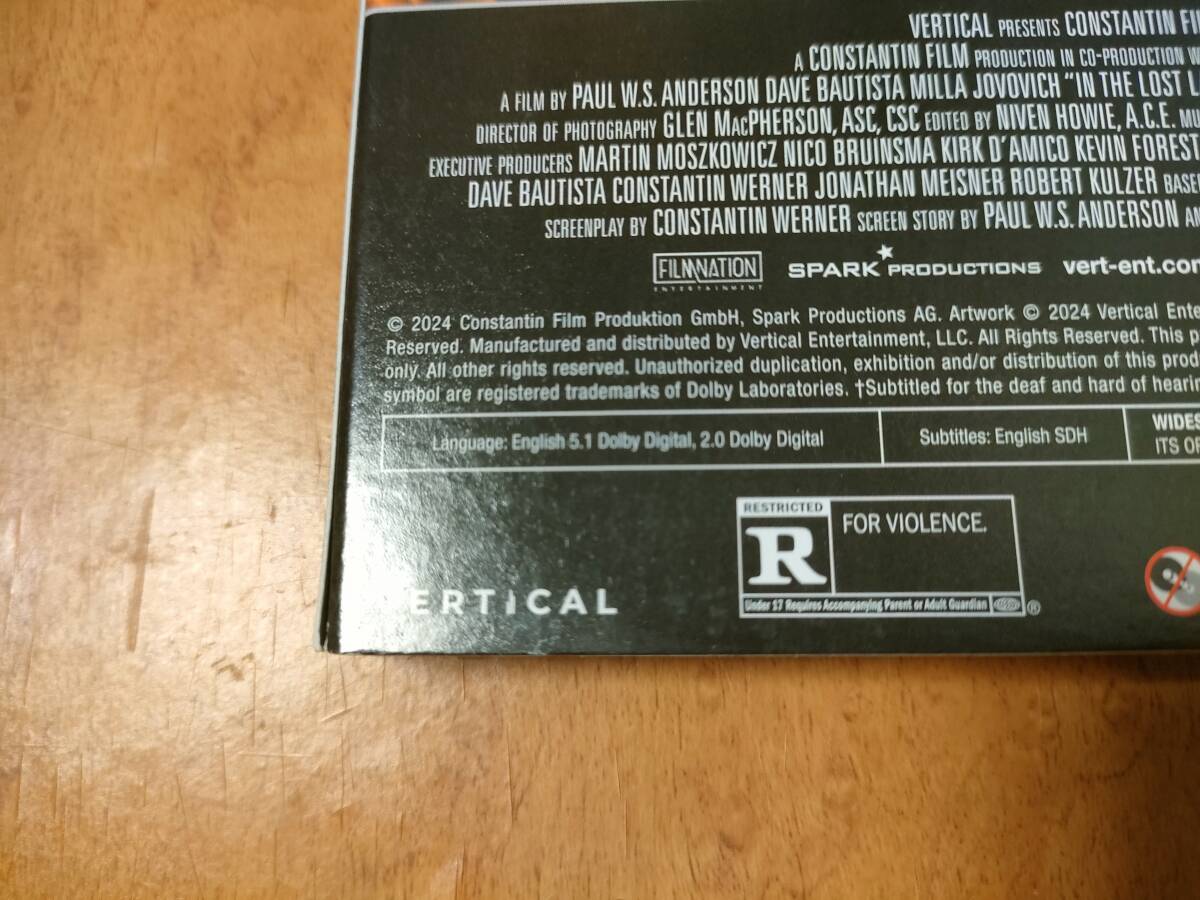 VERTICAL PRESENTS CONSTANTIN
A CONSTANTIN FILM PRODUCTION IN CO-PRODUCTION
A FILM BY PAUL W.S. ANDERSON DAVE BAUTISTA MILLA JOVOVICH "IN THE LOST
DIRECTOR OF PHOTOGRAPHY GLEN MacPHERSON, ASC, CSC EDITED BY NIVEN HOWIE, A.C.E.
EXECUTIVE PRODUCERS MARTIN MOSZKOWICZ NICO BRUINSMA KIRK D'AMICO KEVIN
DAVE BAUTISTA CONSTANTIN WERNER JONATHAN MEISNER ROBERT KULZER
SCREENPLAY BY CONSTANTIN WERNER SCREEN STORY BY PAUL W.S. ANDERSON
FILMNATION SPARK PRODUCTIONS vert-ent.com
ENTERTAINMENT
© 2024 Constantin Film Produktion GmbH, Spark Productions AG. Artwork © 2024 Vertical
Reserved. Manufactured and distributed by Vertical Entertainment, LLC. All Rights Reserved. This
only. All other rights reserved. Unauthorized duplication, exhibition and/or distribution of this
symbol are registered trademarks of Dolby Laboratories. †Subtitled for the deaf and hard of
Language: English 5.1 Dolby Digital, 2.0 Dolby Digital
Subtitles: English SDH
WIDES
ITS
RESTRICTED
R
FOR VIOLENCE.
Under 17 Requires Accompanying Parent or Adult Guardian
®
VERTICAL